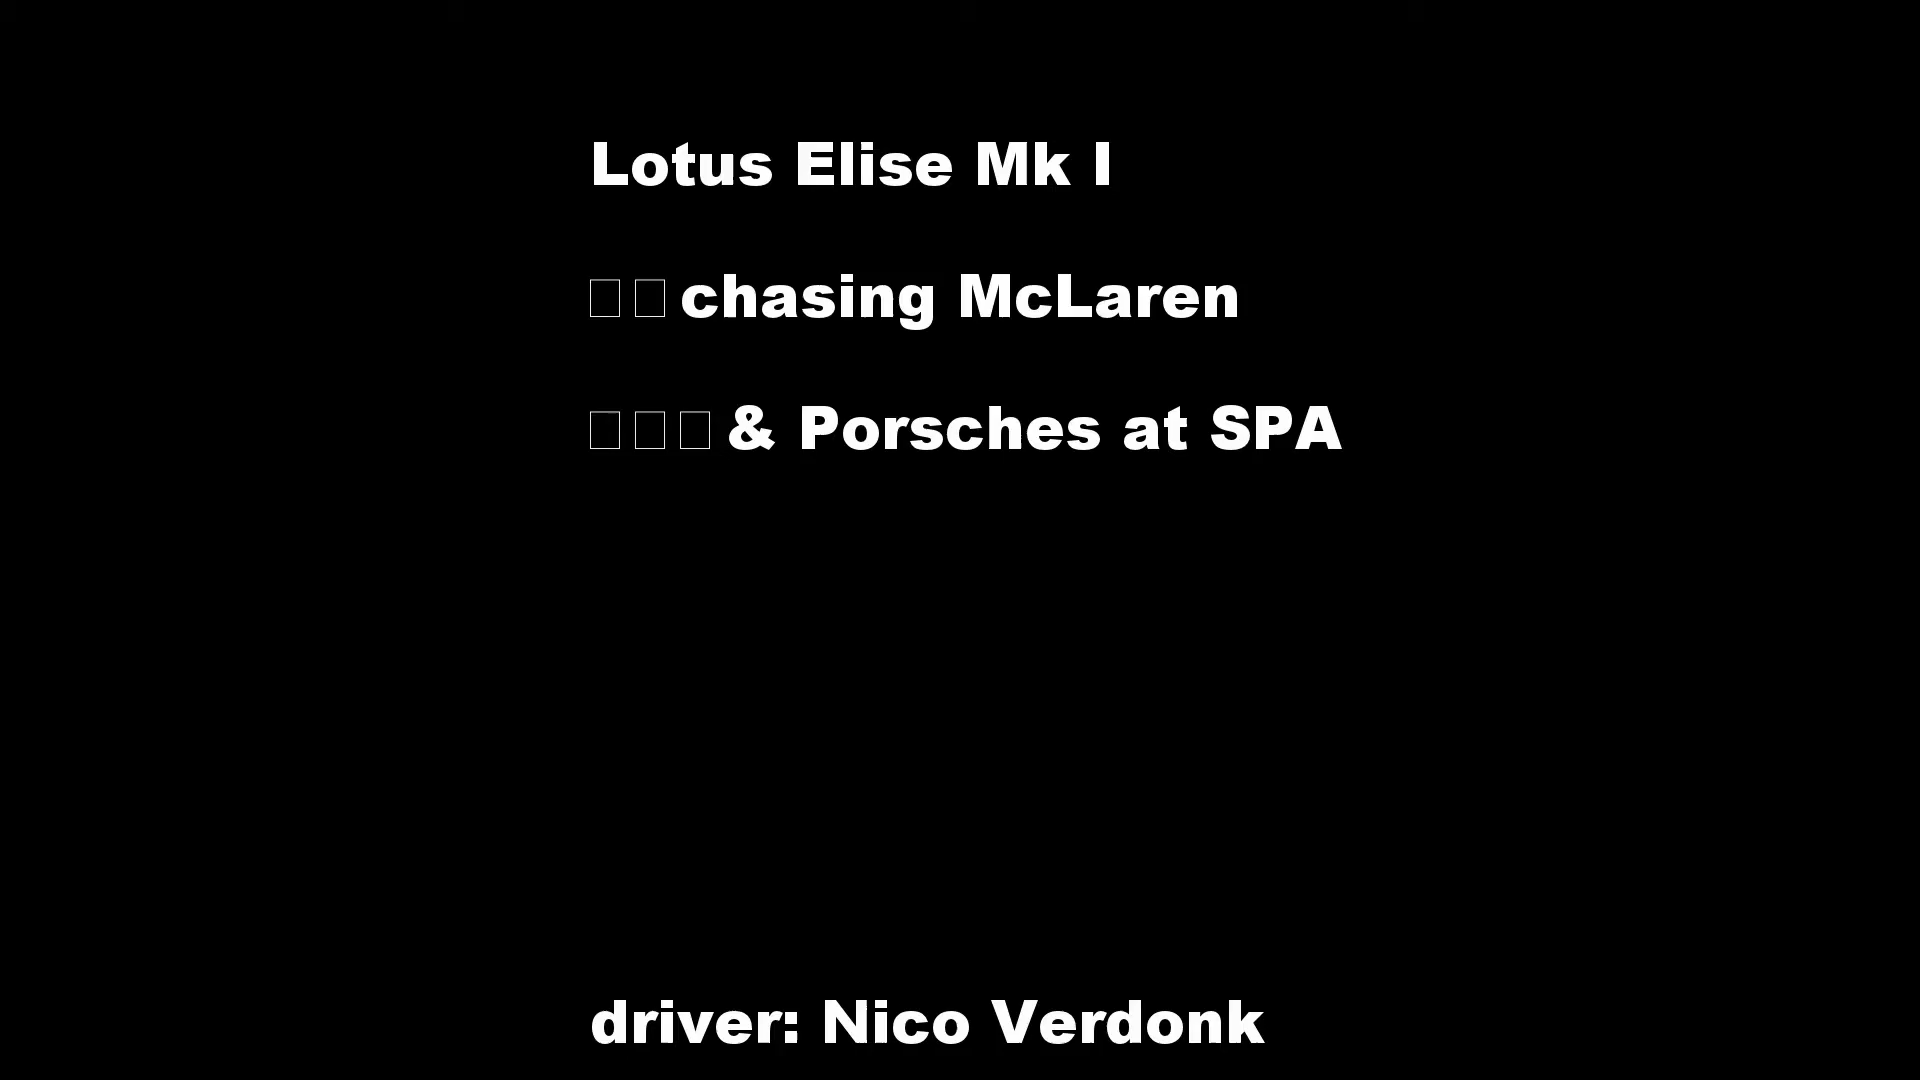 Lotus Elise Mk I
□□chasing McLaren
□□□& Porsches at SPA
driver: Nico Verdonk